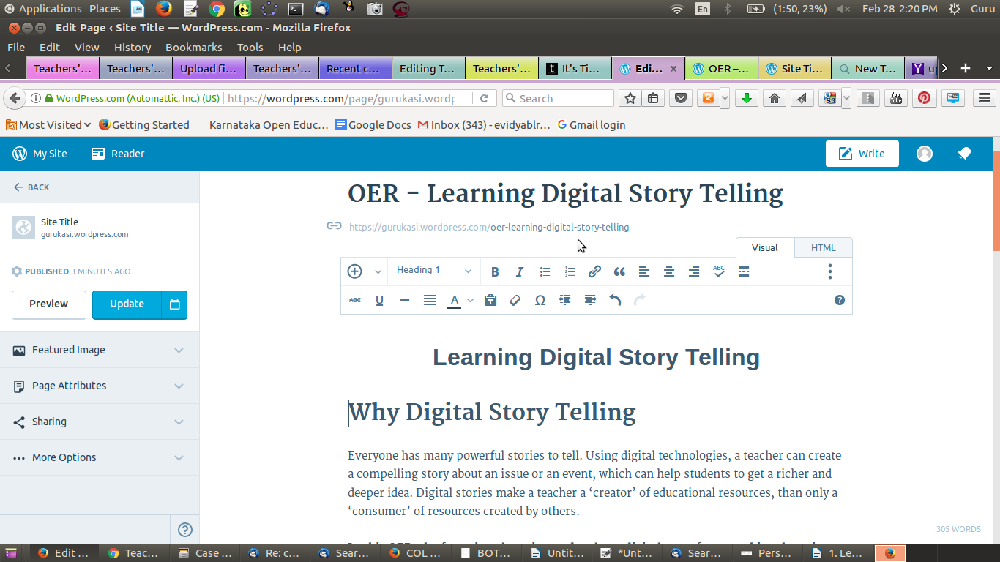 Applications Places En (1:50, 23%) Feb 28 2:20 PM Guru
Edit Page ‹ Site Title — WordPress.com - Mozilla Firefox
File Edit View History Bookmarks Tools Help
Teachers'... Teachers'... Upload fi... Teachers'... Recent c... Editing T... Teachers'... It's Ti... Edi... OER –... Site Ti... New T...
WordPress.com (Automattic, Inc.) (US) https://wordpress.com/page/gurukasi.wordp Search
Most Visited Getting Started Karnataka Open Educ... Google Docs Inbox (343) - evidyablr... Gmail login
My Site Reader Write
BACK
Site Title
gurukasi.wordpress.com
PUBLISHED 3 MINUTES AGO
Preview Update
Featured Image
Page Attributes
Sharing
More Options
OER – Learning Digital Story Telling
https://gurukasi.wordpress.com/oer-learning-digital-story-telling
Visual HTML
Heading 1 B I ABC
ABC U A Ω
Learning Digital Story Telling
Why Digital Story Telling
Everyone has many powerful stories to tell. Using digital technologies, a teacher can create
a compelling story about an issue or an event, which can help students to get a richer and
deeper idea. Digital stories make a teacher a ‘creator’ of educational resources, than only a
‘consumer’ of resources created by others.
305 WORDS
Edit ... Teac... Case ... Re: c... Sear... COL ... BOT... Untit... *Unt... Sear... Pers... 1. Le...